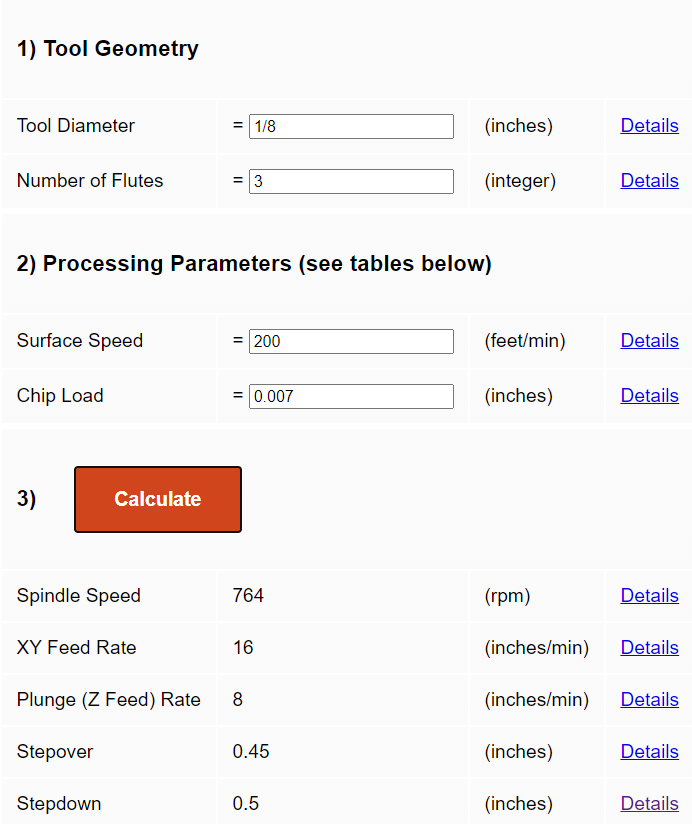 1) Tool Geometry
Tool Diameter = 1/8 (inches) Details
Number of Flutes = 3 (integer) Details
2) Processing Parameters (see tables below)
Surface Speed = 200 (feet/min) Details
Chip Load = 0.007 (inches) Details
3) Calculate
Spindle Speed 764 (rpm) Details
XY Feed Rate 16 (inches/min) Details
Plunge (Z Feed) Rate 8 (inches/min) Details
Stepover 0.45 (inches) Details
Stepdown 0.5 (inches) Details